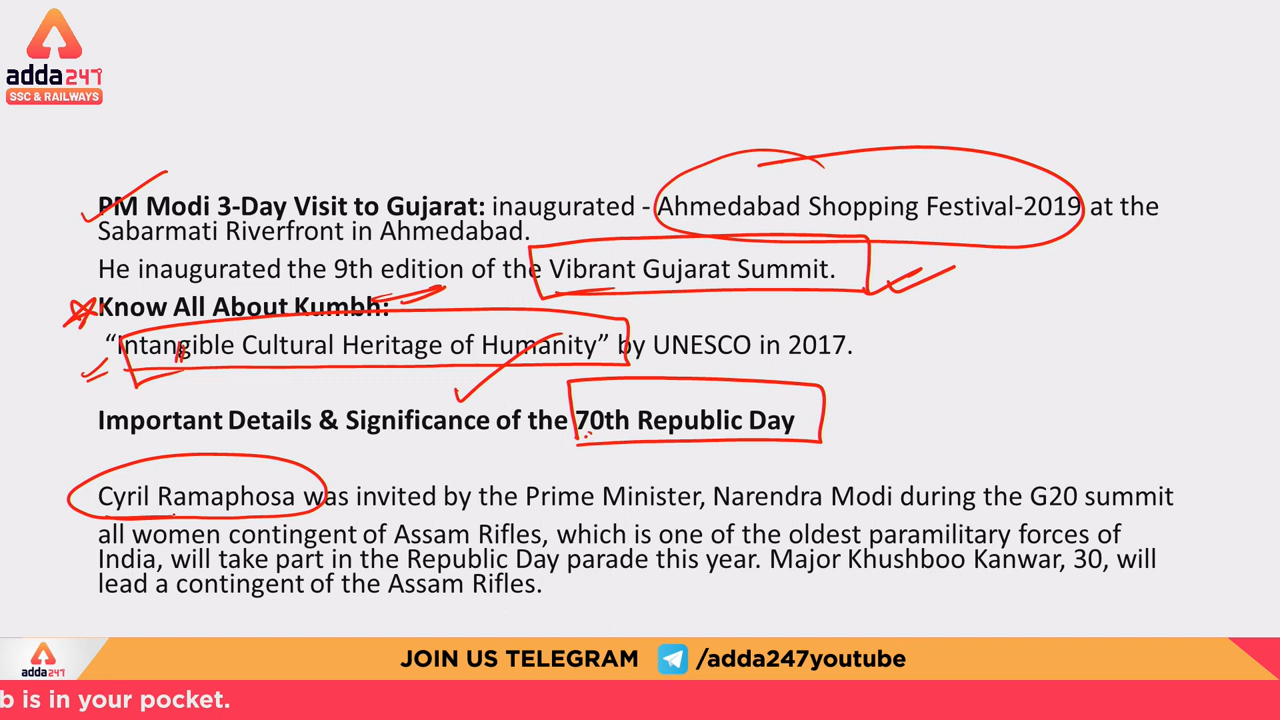 adda247
SSC & RAILWAYS
PM Modi 3-Day Visit to Gujarat: inaugurated - Ahmedabad Shopping Festival-2019 at the
Sabarmati Riverfront in Ahmedabad.
He inaugurated the 9th edition of the Vibrant Gujarat Summit.
Know All About Kumbh:
“Intangible Cultural Heritage of Humanity” by UNESCO in 2017.
Important Details & Significance of the 70th Republic Day
Cyril Ramaphosa was invited by the Prime Minister, Narendra Modi during the G20 summit
all women contingent of Assam Rifles, which is one of the oldest paramilitary forces of
India, will take part in the Republic Day parade this year. Major Khushboo Kanwar, 30, will
lead a contingent of the Assam Rifles.
adda247
JOIN US TELEGRAM /adda247youtube
b is in your pocket.